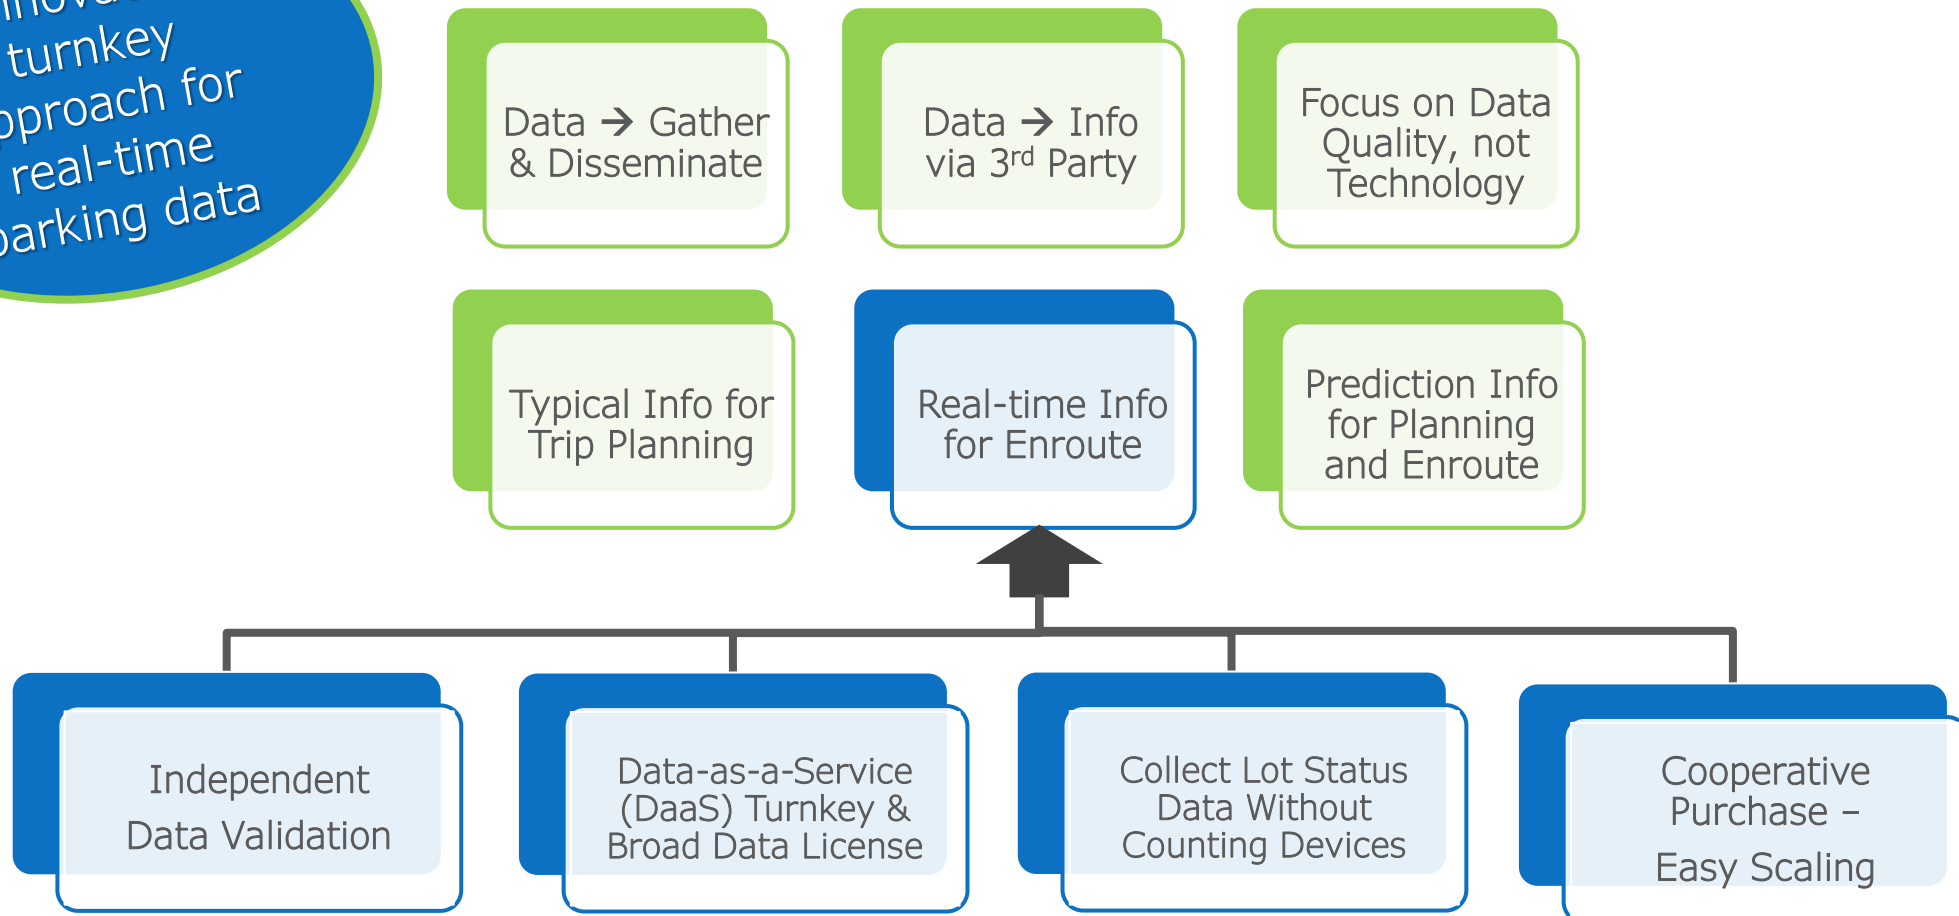 turnkey
for
real-time
data
Data → Gather
& Disseminate
Data → Info
via 3rd Party
Focus on Data
Quality, not
Technology
Typical Info for
Trip Planning
Real-time Info
for Enroute
Prediction Info
for Planning
and Enroute
Independent
Data Validation
Data-as-a-Service
(DaaS) Turnkey &
Broad Data License
Collect Lot Status
Data Without
Counting Devices
Cooperative
Purchase –
Easy Scaling